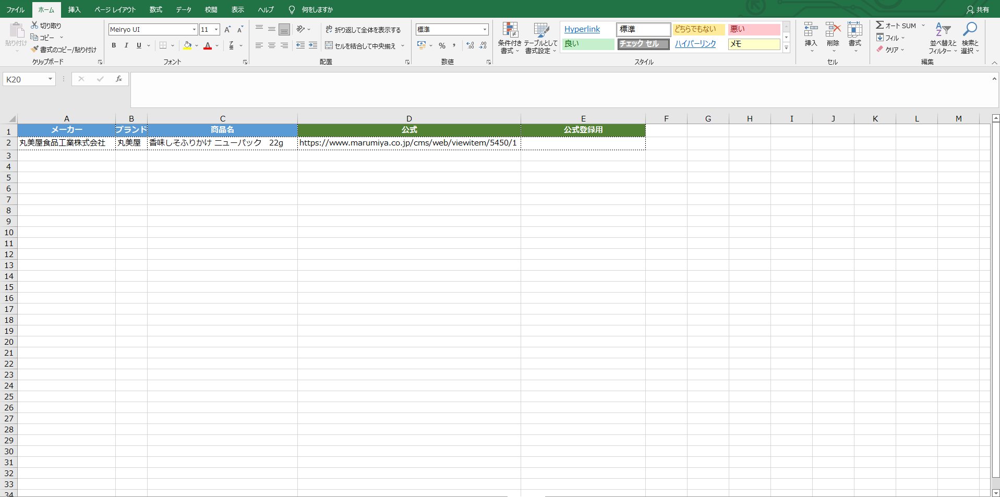 ファイル ホーム 挿入 ページ レイアウト 数式 データ 校閲 表示 ヘルプ 何をしますか 共有
貼り付け 切り取り コピー 書式のコピー/貼り付け
クリップボード
Meiryo UI 11
B I U
フォント
折り返して全体を表示する
セルを結合して中央揃え
配置
標準
数値
条件付き書式 テーブルとして書式設定
Hyperlink 標準 どちらでもない 悪い
良い チェック セル ハイパーリンク メモ
スタイル
挿入 削除 書式
セル
オート SUM
フィル
クリア
並べ替えとフィルター 検索と選択
編集
K20 fx
A B C D E F G H I J K L M
1 メーカー ブランド 商品名 公式 公式登録用
2 丸美屋食品工業株式会社 丸美屋 香味しそふりかけ ニューパック　22g https://www.marumiya.co.jp/cms/web/viewitem/5450/1
3
4
5
6
7
8
9
10
11
12
13
14
15
16
17
18
19
20
21
22
23
24
25
26
27
28
29
30
31
32
33
34